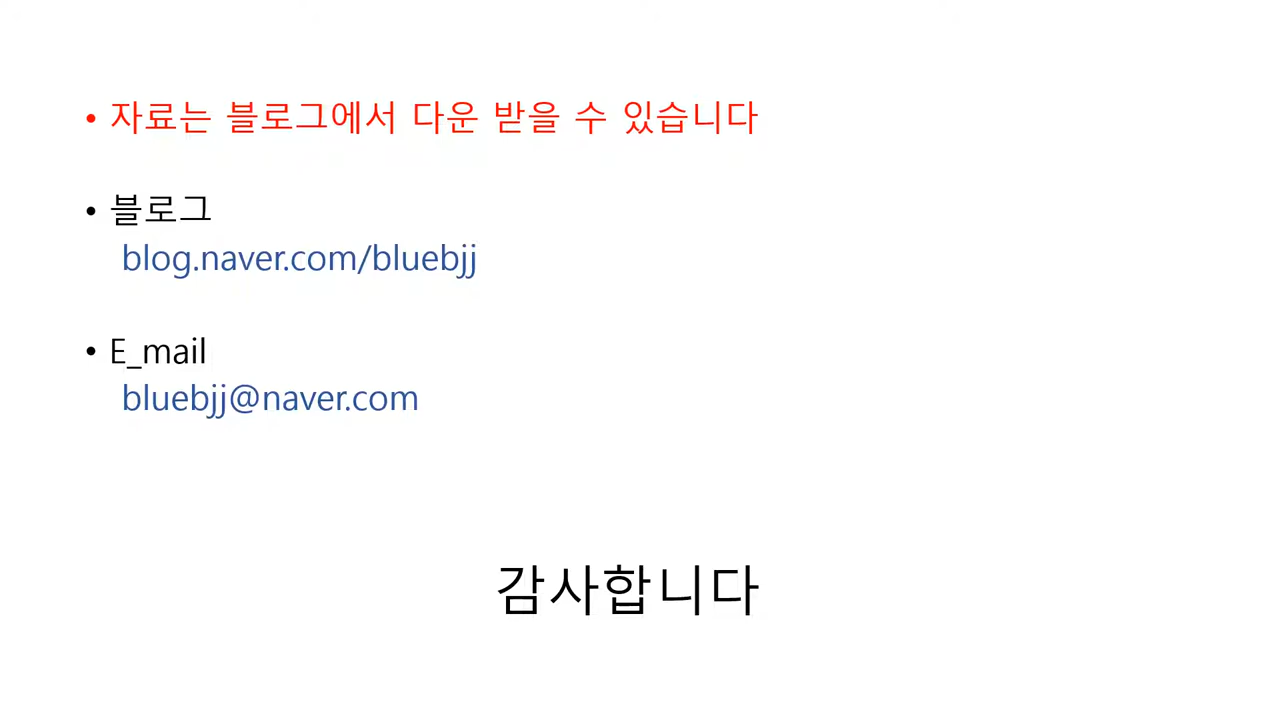 • 자료는 블로그에서 다운 받을 수 있습니다
• 블로그
blog.naver.com/bluebjj
• E_mail
bluebjj@naver.com
감사합니다